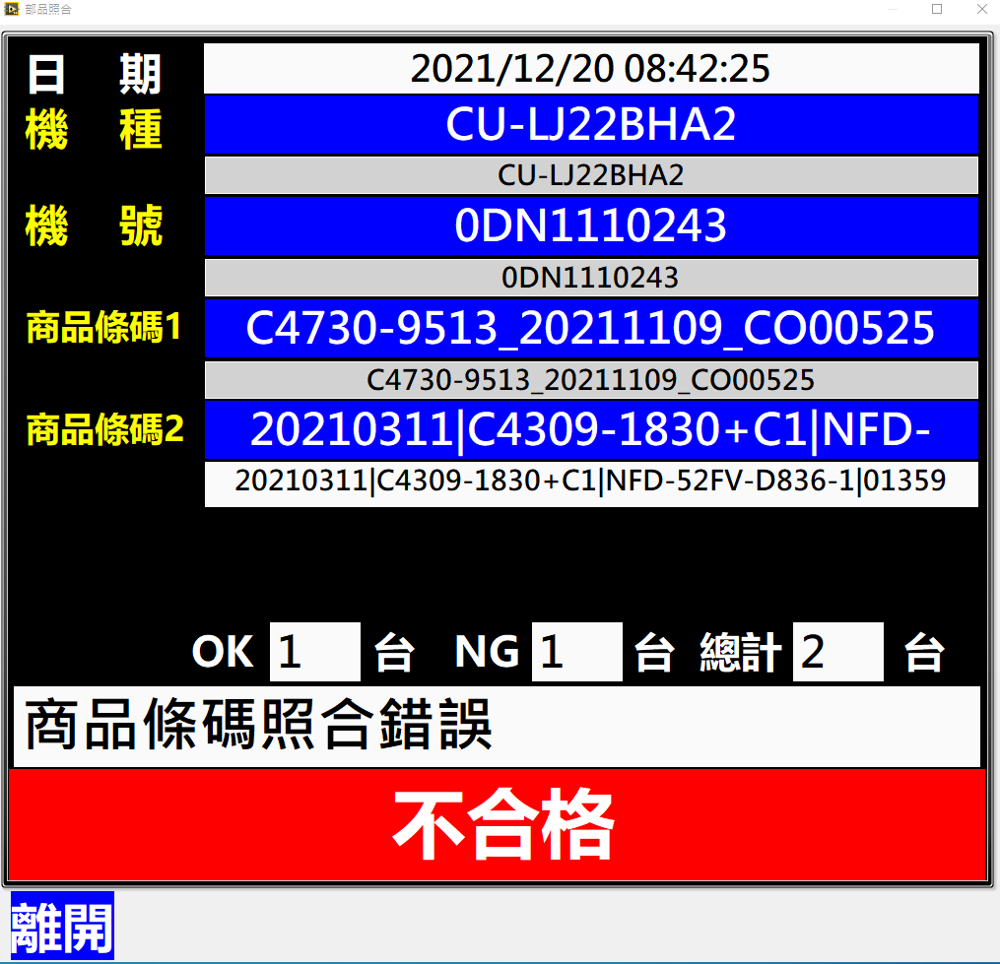 部品照合
日 期 2021/12/20 08:42:25
機 種 CU-LJ22BHA2
CU-LJ22BHA2
機 號 0DN1110243
0DN1110243
商品條碼1 C4730-9513_20211109_CO00525
C4730-9513_20211109_CO00525
商品條碼2 20210311|C4309-1830+C1|NFD-
20210311|C4309-1830+C1|NFD-52FV-D836-1|01359
OK 1 台 NG 1 台 總計 2 台
商品條碼照合錯誤
不合格
離開